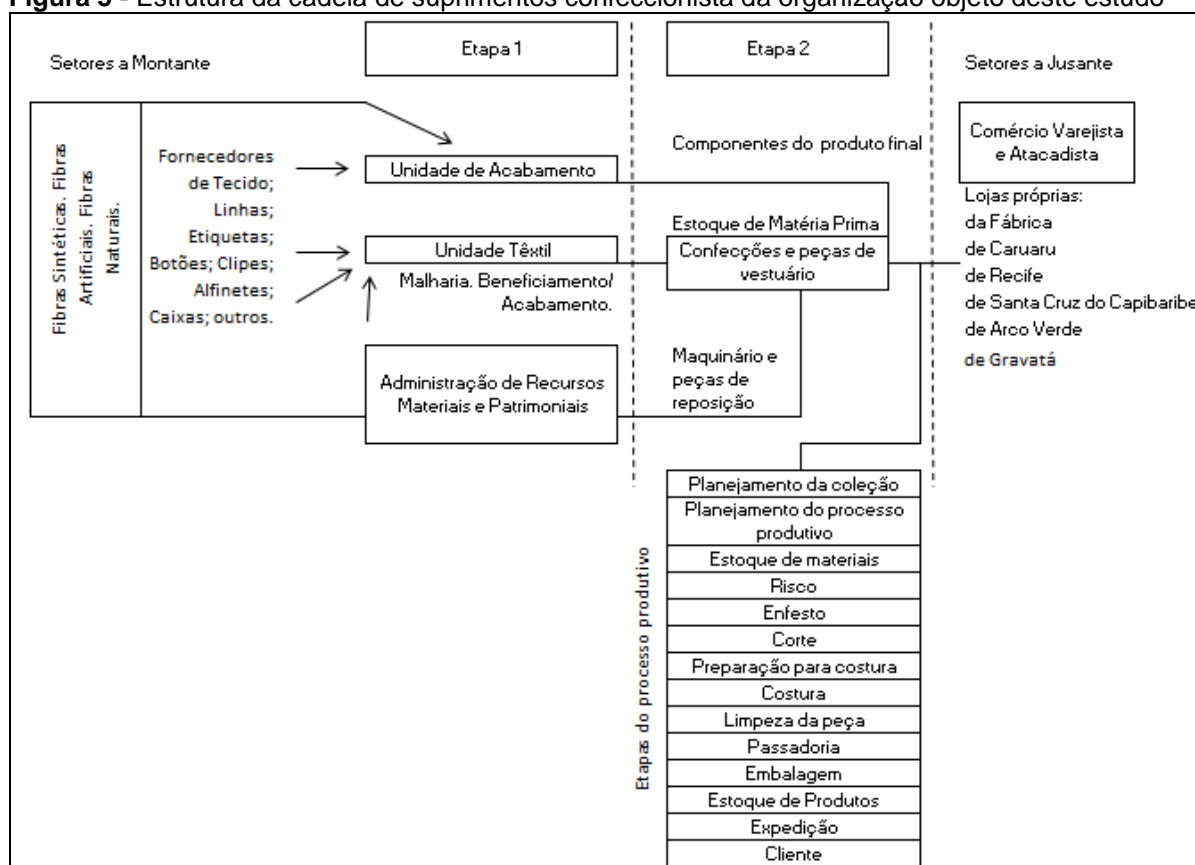 Figura 5 - Estrutura da cadeia de suprimentos confeccionista da organização objeto deste estudo
Setores a Montante
Etapa 1
Etapa 2
Setores a Jusante
Fibras Sintéticas. Fibras
Artificiais. Fibras
Naturais.
Fornecedores
de Tecido;
Linhas;
Etiquetas;
Botões; Clipes;
Alfinetes;
Caixas; outros.
Unidade de Acabamento
Unidade Têxtil
Malharia. Beneficiamento/
Acabamento.
Administração de Recursos
Materiais e Patrimoniais
Componentes do produto final
Estoque de Matéria Prima
Confecções e peças de
vestuário
Maquinário e
peças de
reposição
Comércio Varejista
e Atacadista
Lojas próprias:
da Fábrica
de Caruaru
de Recife
de Santa Cruz do Capibaribe
de Arco Verde
de Gravatá
Etapas do processo produtivo
Planejamento da coleção
Planejamento do processo
produtivo
Estoque de materiais
Risco
Enfesto
Corte
Preparação para costura
Costura
Limpeza da peça
Passadoria
Embalagem
Estoque de Produtos
Expedição
Cliente